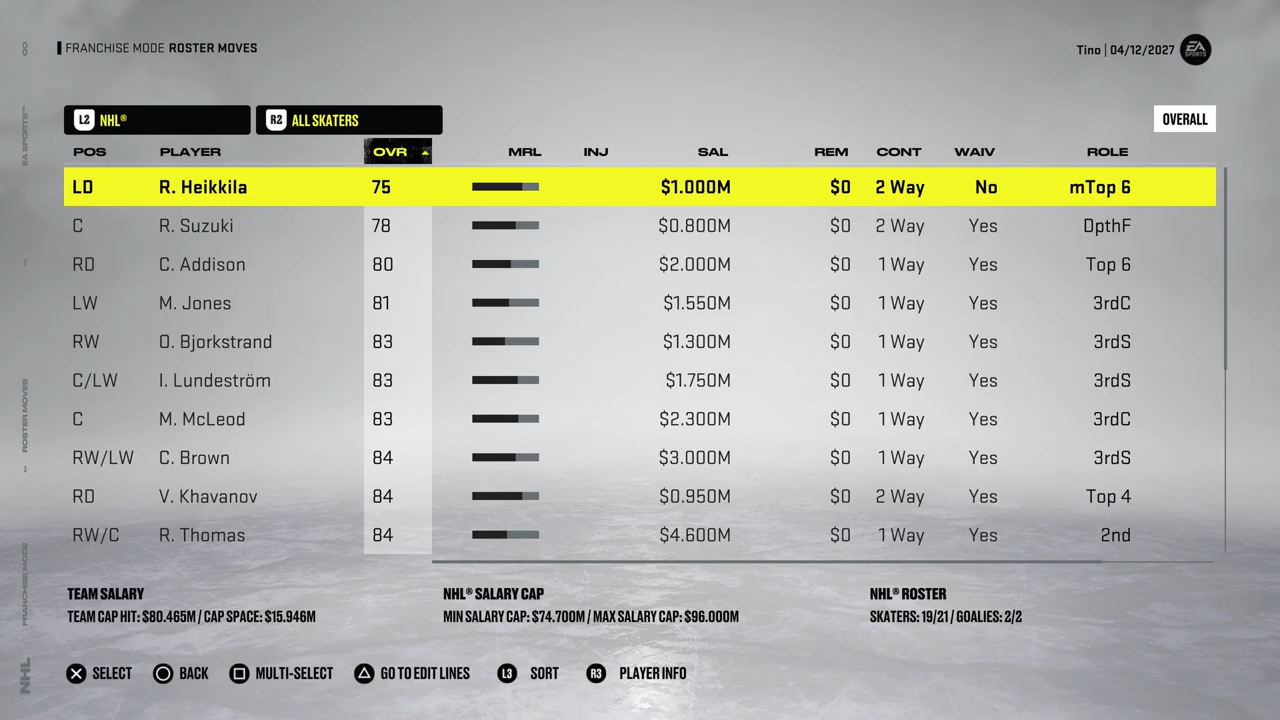 FRANCHISE MODE ROSTER MOVES
Tino | 04/12/2027
EA SPORTS
L2 NHL®
R2 ALL SKATERS
OVERALL
POS PLAYER OVR MRL INJ SAL REM CONT WAIV ROLE
LD R. Heikkila 75 $1.000M $0 2 Way No mTop 6
C R. Suzuki 78 $0.800M $0 2 Way Yes DpthF
RD C. Addison 80 $2.000M $0 1 Way Yes Top 6
LW M. Jones 81 $1.550M $0 1 Way Yes 3rdC
RW O. Bjorkstrand 83 $1.300M $0 1 Way Yes 3rdS
C/LW I. Lundeström 83 $1.750M $0 1 Way Yes 3rdS
C M. McLeod 83 $2.300M $0 1 Way Yes 3rdC
RW/LW C. Brown 84 $3.000M $0 1 Way Yes 3rdS
RD V. Khavanov 84 $0.950M $0 2 Way Yes Top 4
RW/C R. Thomas 84 $4.600M $0 1 Way Yes 2nd
TEAM SALARY
TEAM CAP HIT: $80.465M / CAP SPACE: $15.946M
NHL® SALARY CAP
MIN SALARY CAP: $74.700M / MAX SALARY CAP: $96.000M
NHL® ROSTER
SKATERS: 19/21 / GOALIES: 2/2
SELECT BACK MULTI-SELECT GO TO EDIT LINES L3 SORT R3 PLAYER INFO
NHL FRANCHISE MODE » ROSTER MOVES EA SPORTS™